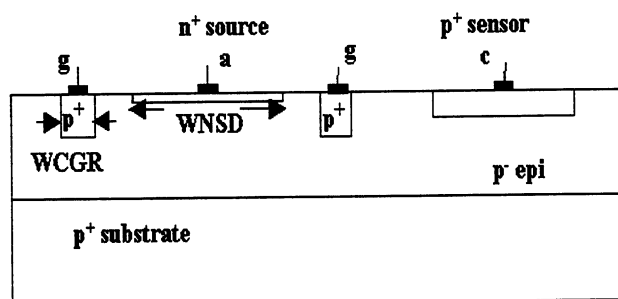 n+ source
p+ sensor
g
a
g
c
p+
WNSD
p+
WCGR
p- epi
p+ substrate